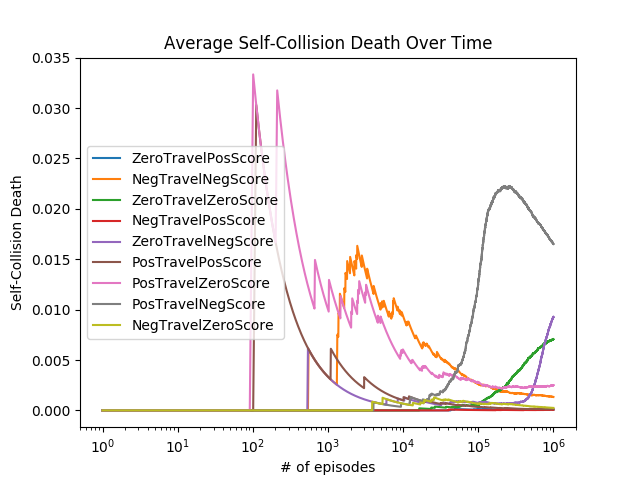 Average Self-Collision Death Over Time
0.035
0.030
0.025
0.020
0.015
0.010
0.005
0.000
Self-Collision Death
ZeroTravelPosScore
NegTravelNegScore
ZeroTravelZeroScore
NegTravelPosScore
ZeroTravelNegScore
PosTravelPosScore
PosTravelZeroScore
PosTravelNegScore
NegTravelZeroScore
10⁰ 10¹ 10² 10³ 10⁴ 10⁵ 10⁶
# of episodes